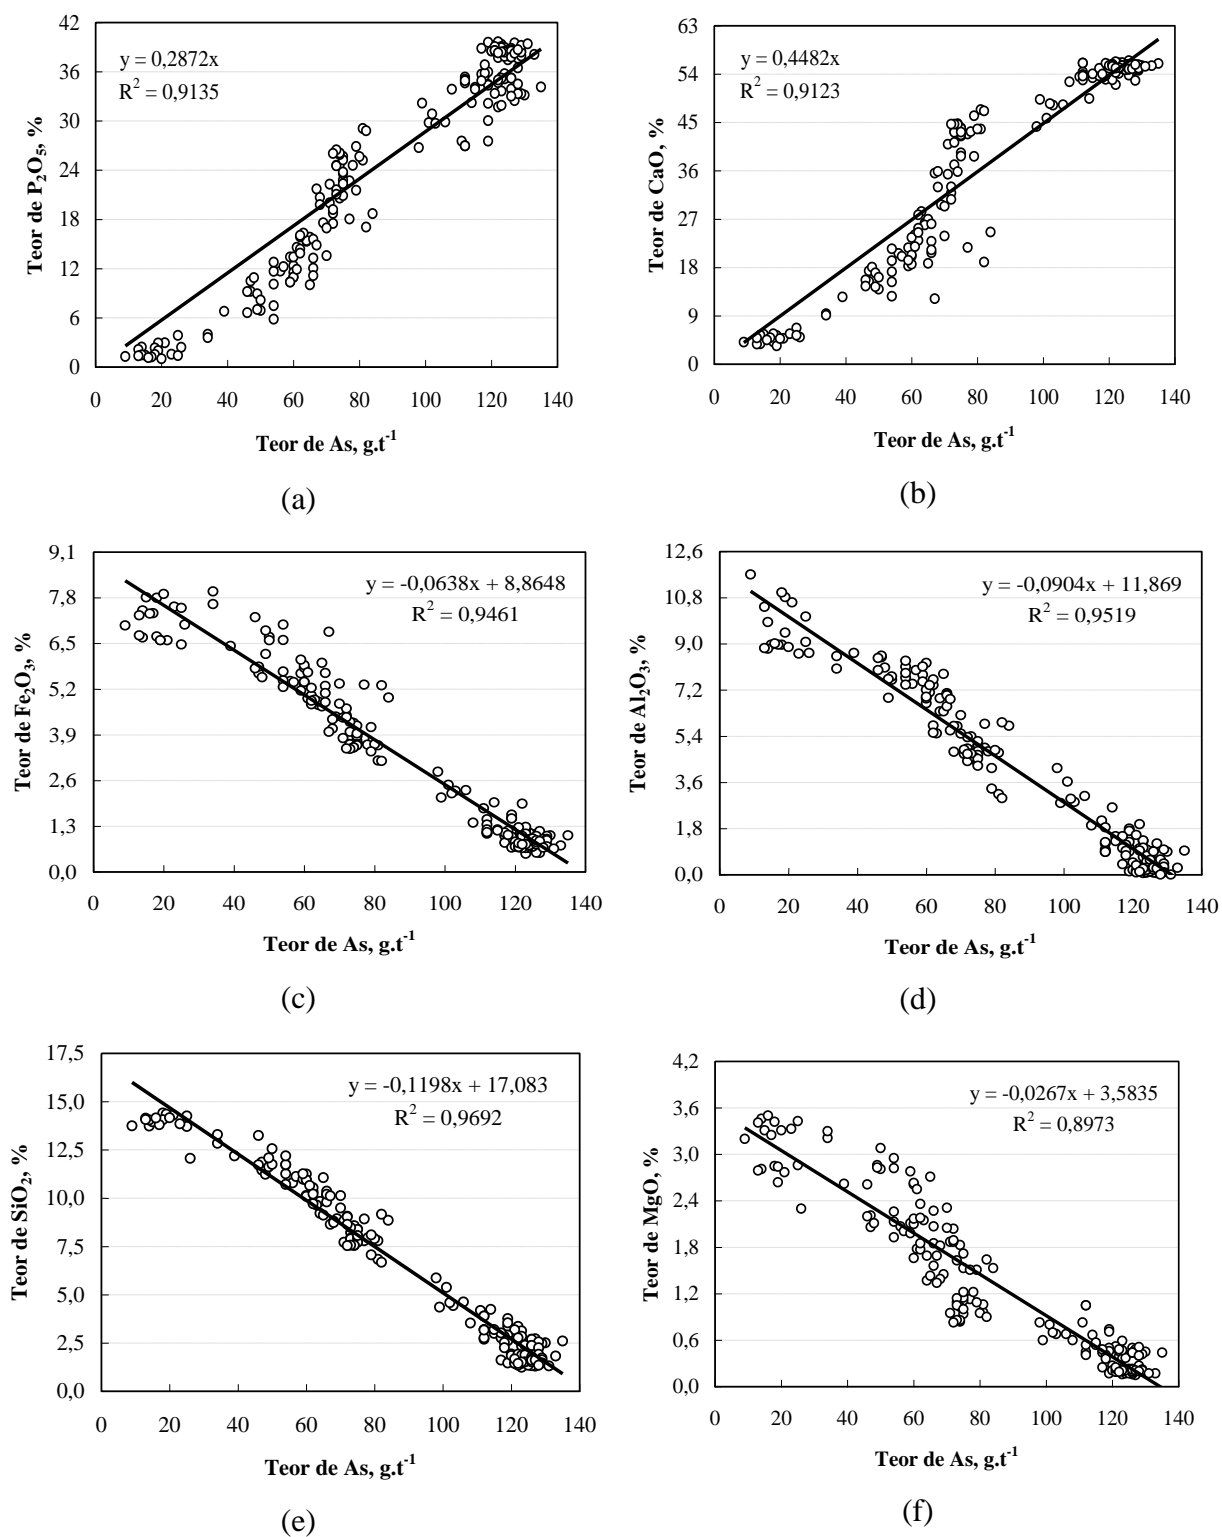 42
36
30
24
18
12
6
0
Teor de P₂O₅, %
y = 0,2872x
R² = 0,9135
0 20 40 60 80 100 120 140
Teor de As, g.t⁻¹
(a)
63
54
45
36
27
18
9
0
Teor de CaO, %
y = 0,4482x
R² = 0,9123
0 20 40 60 80 100 120 140
Teor de As, g.t⁻¹
(b)
9,1
7,8
6,5
5,2
3,9
2,6
1,3
0,0
Teor de Fe₂O₃, %
y = -0,0638x + 8,8648
R² = 0,9461
0 20 40 60 80 100 120 140
Teor de As, g.t⁻¹
(c)
12,6
10,8
9,0
7,2
5,4
3,6
1,8
0,0
Teor de Al₂O₃, %
y = -0,0904x + 11,869
R² = 0,9519
0 20 40 60 80 100 120 140
Teor de As, g.t⁻¹
(d)
17,5
15,0
12,5
10,0
7,5
5,0
2,5
0,0
Teor de SiO₂, %
y = -0,1198x + 17,083
R² = 0,9692
0 20 40 60 80 100 120 140
Teor de As, g.t⁻¹
(e)
4,2
3,6
3,0
2,4
1,8
1,2
0,6
0,0
Teor de MgO, %
y = -0,0267x + 3,5835
R² = 0,8973
0 20 40 60 80 100 120 140
Teor de As, g.t⁻¹
(f)